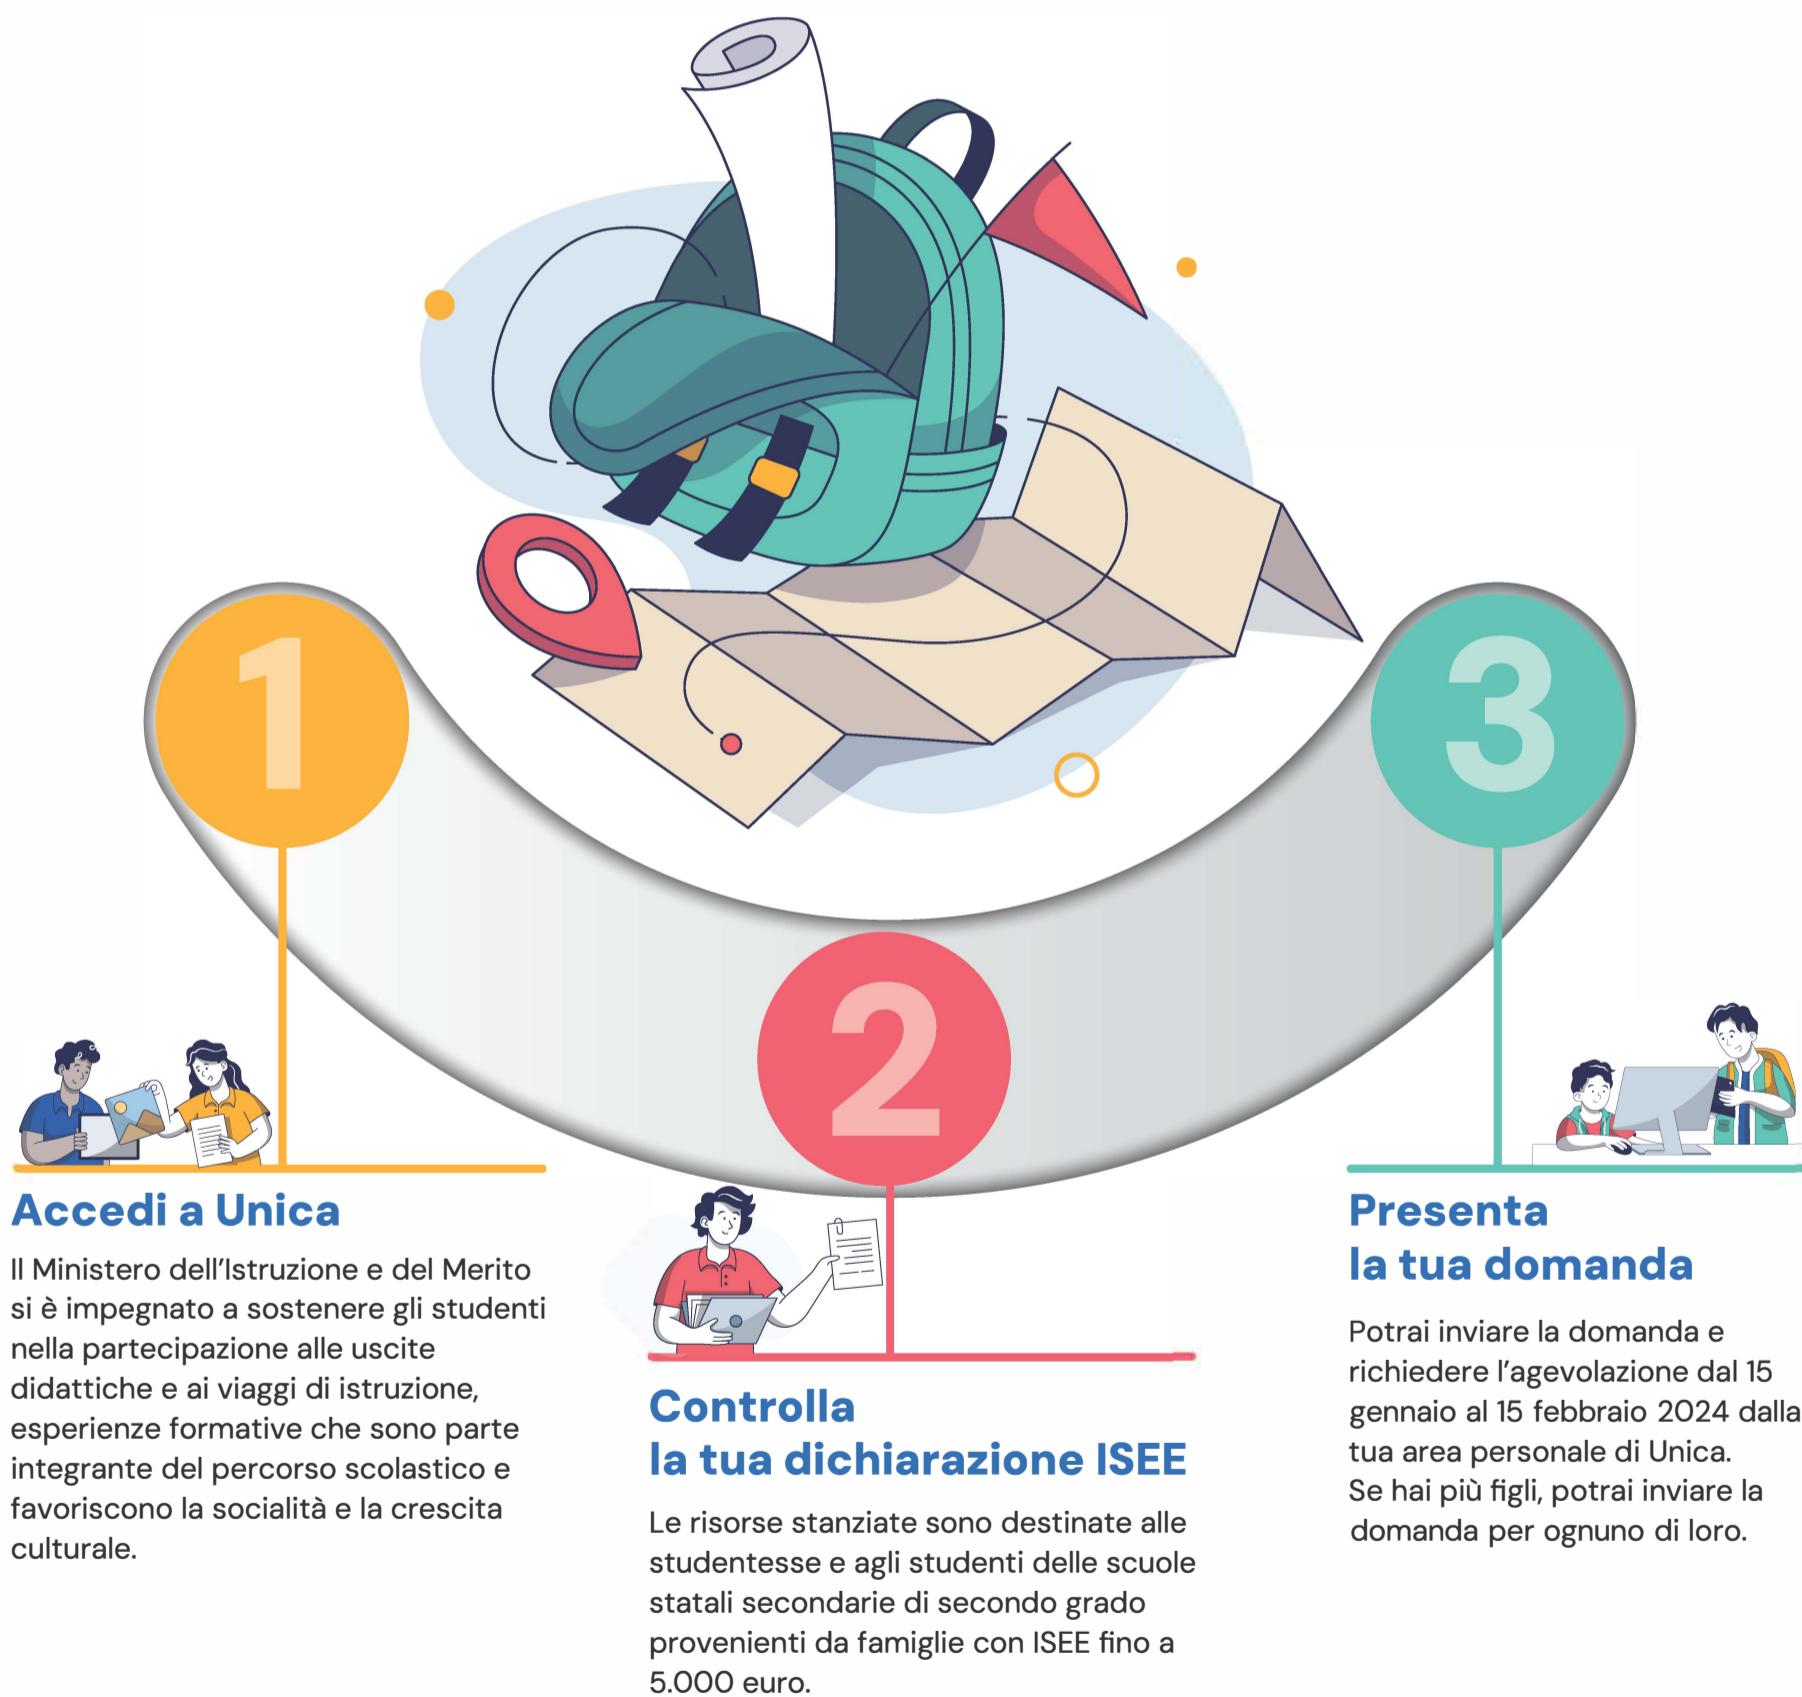 1
Accedi a Unica
Il Ministero dell'Istruzione e del Merito
si è impegnato a sostenere gli studenti
nella partecipazione alle uscite
didattiche e ai viaggi di istruzione,
esperienze formative che sono parte
integrante del percorso scolastico e
favoriscono la socialità e la crescita
culturale.
2
Controlla
la tua dichiarazione ISEE
Le risorse stanziate sono destinate alle
studentesse e agli studenti delle scuole
statali secondarie di secondo grado
provenienti da famiglie con ISEE fino a
5.000 euro.
3
Presenta
la tua domanda
Potrai inviare la domanda e
richiedere l'agevolazione dal 15
gennaio al 15 febbraio 2024 dalla
tua area personale di Unica.
Se hai più figli, potrai inviare la
domanda per ognuno di loro.